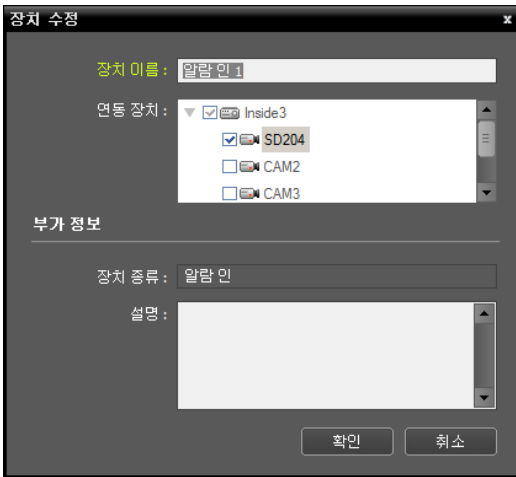 장치 수정
x
장치 이름 : 알람 인 1
연동 장치 : Inside3
SD204
CAM2
CAM3
부가 정보
장치 종류 : 알람 인
설명 :
확인 취소